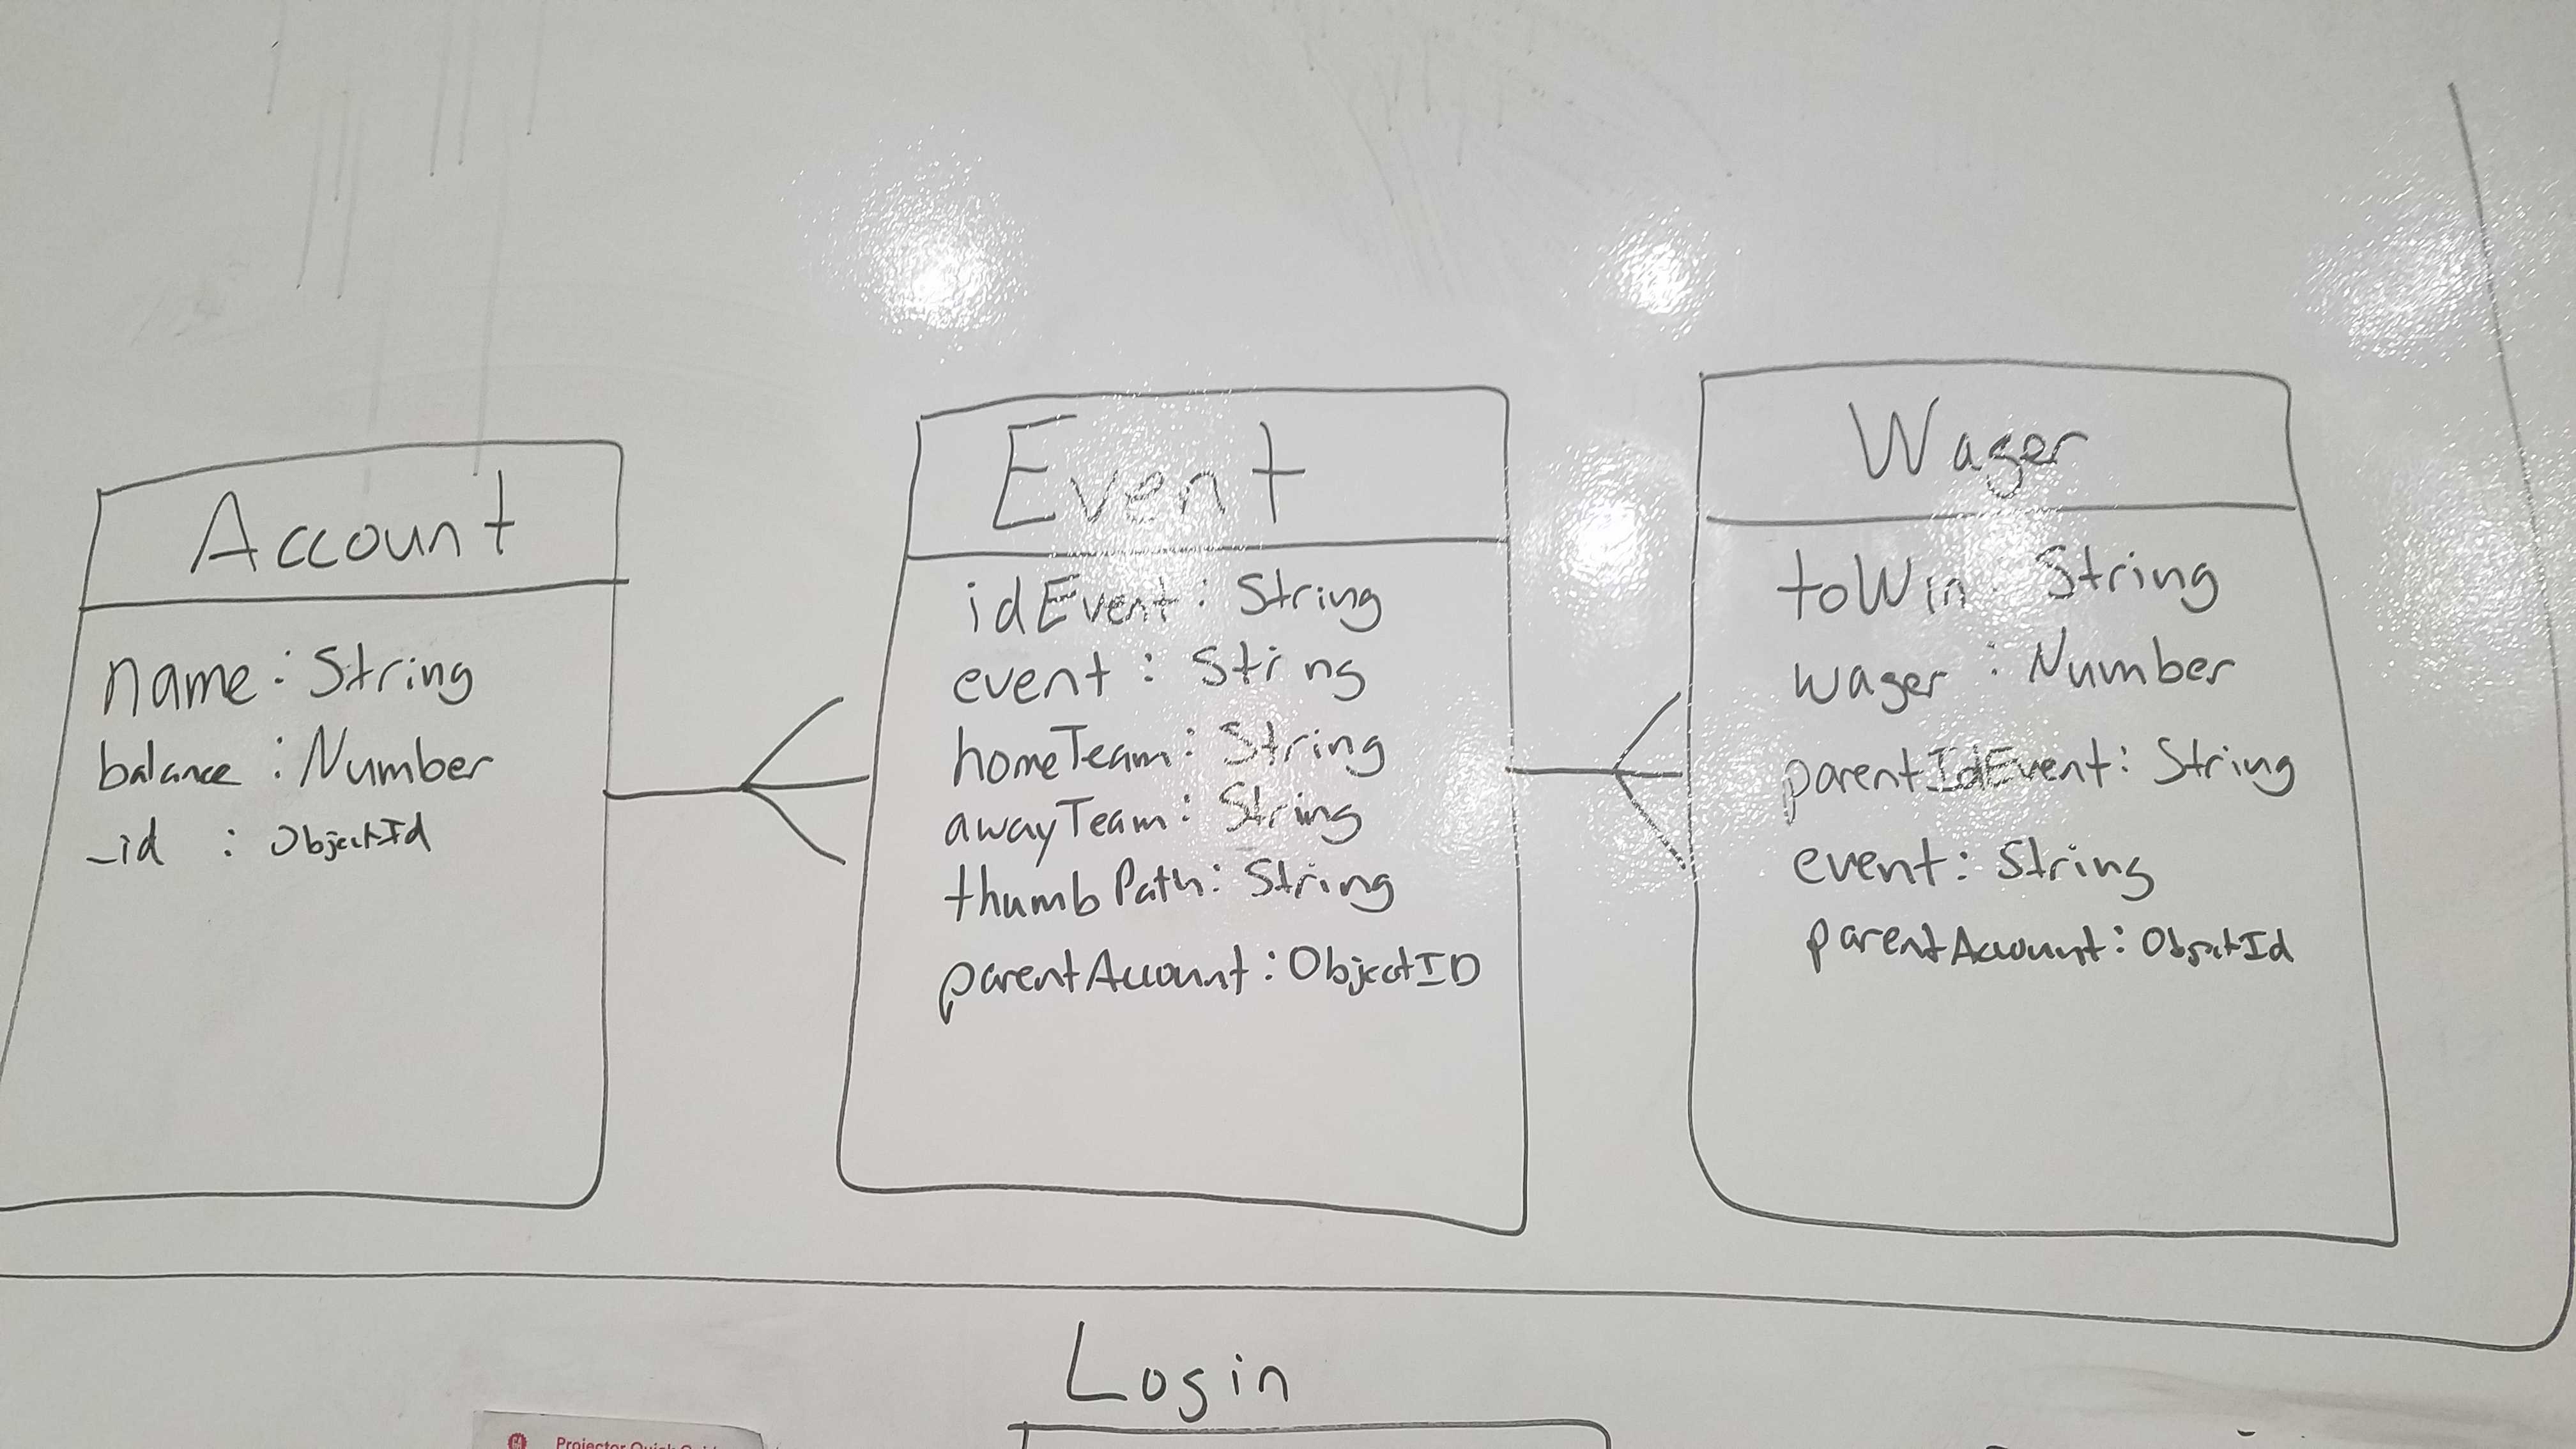 Account
name : String
balance : Number
_id : ObjectId
Event
idEvent : String
event : String
homeTeam : String
awayTeam : String
thumbPath : String
parentAccount : ObjectID
Wager
toWin : String
wager : Number
parentIdEvent : String
event : String
parentAccount : ObjectId
Login
Projector Quick